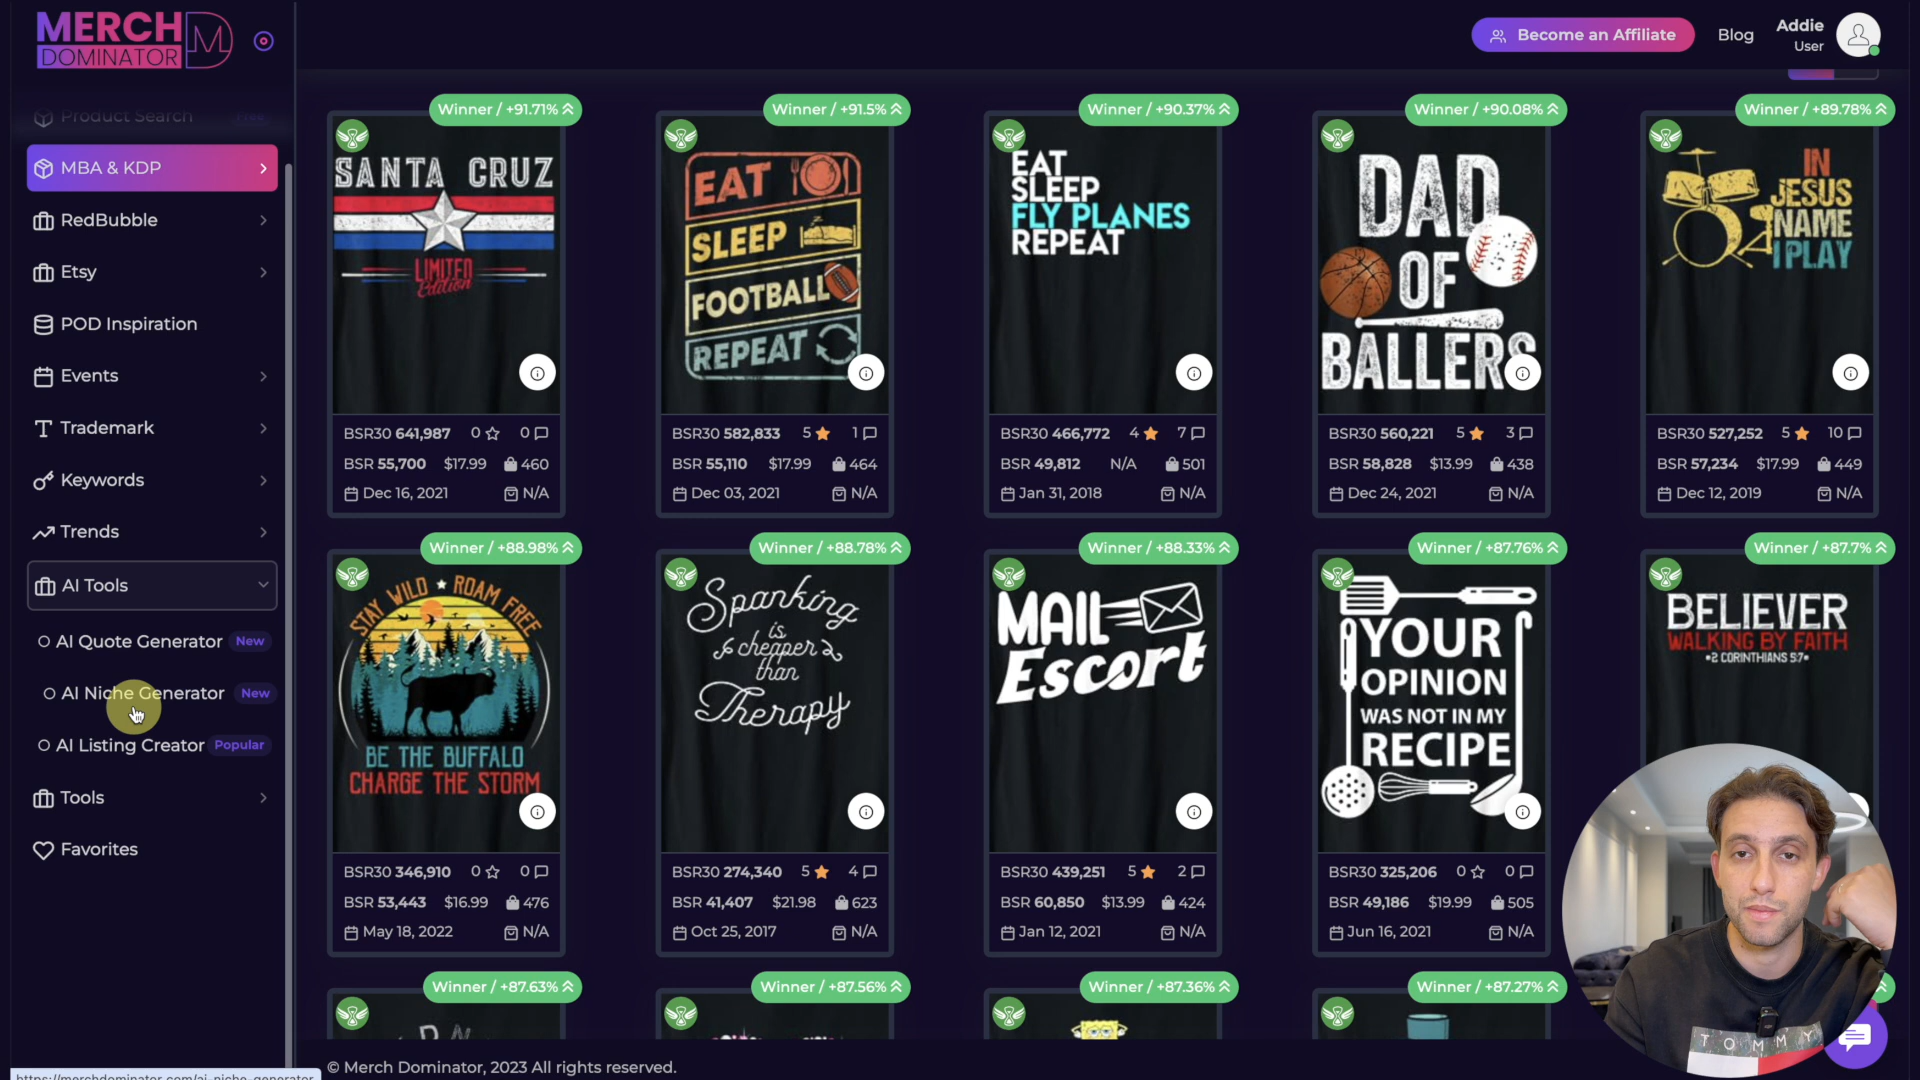 MERCH
DOMINATOR
Become an Affiliate
Blog
Addie
User
Product Search
Free
MBA & KDP
RedBubble
Etsy
POD Inspiration
Events
Trademark
Keywords
Trends
AI Tools
AI Quote Generator New
AI Niche Generator New
AI Listing Creator Popular
Tools
Favorites
Winner / +91.71%
SANTA CRUZ
LIMITED
Edition
BSR30 641,987 0 0
BSR 55,700 $17.99 460
Dec 16, 2021 N/A
Winner / +91.5%
EAT
SLEEP
FOOTBALL
REPEAT
BSR30 582,833 5 1
BSR 55,110 $17.99 464
Dec 03, 2021 N/A
Winner / +90.37%
EAT
SLEEP
FLY PLANES
REPEAT
BSR30 466,772 4 7
BSR 49,812 N/A 501
Jan 31, 2018 N/A
Winner / +90.08%
DAD
OF
BALLERS
BSR30 560,221 5 3
BSR 58,828 $13.99 438
Dec 24, 2021 N/A
Winner / +89.78%
IN
JESUS
NAME
I PLAY
BSR30 527,252 5 10
BSR 57,234 $17.99 449
Dec 12, 2019 N/A
Winner / +88.98%
STAY WILD ROAM FREE
BE THE BUFFALO
CHARGE THE STORM
BSR30 346,910 0 0
BSR 53,443 $16.99 476
May 18, 2022 N/A
Winner / +88.78%
Spanking
is
cheaper
than
Therapy
BSR30 274,340 5 4
BSR 41,407 $21.98 623
Oct 25, 2017 N/A
Winner / +88.33%
MAIL
Escort
BSR30 439,251 5 2
BSR 60,850 $13.99 424
Jan 12, 2021 N/A
Winner / +87.76%
YOUR
OPINION
WAS NOT IN MY
RECIPE
BSR30 325,206 0 0
BSR 49,186 $19.99 505
Jun 16, 2021 N/A
Winner / +87.7%
BELIEVER
WALKING BY FAITH
•2 CORINTHIANS 5:7•
Winner / +87.63%
Winner / +87.56%
Winner / +87.36%
Winner / +87.27%
TOMMY
© Merch Dominator, 2023 All rights reserved.
https://merchdominator.com/ai-niche-generator